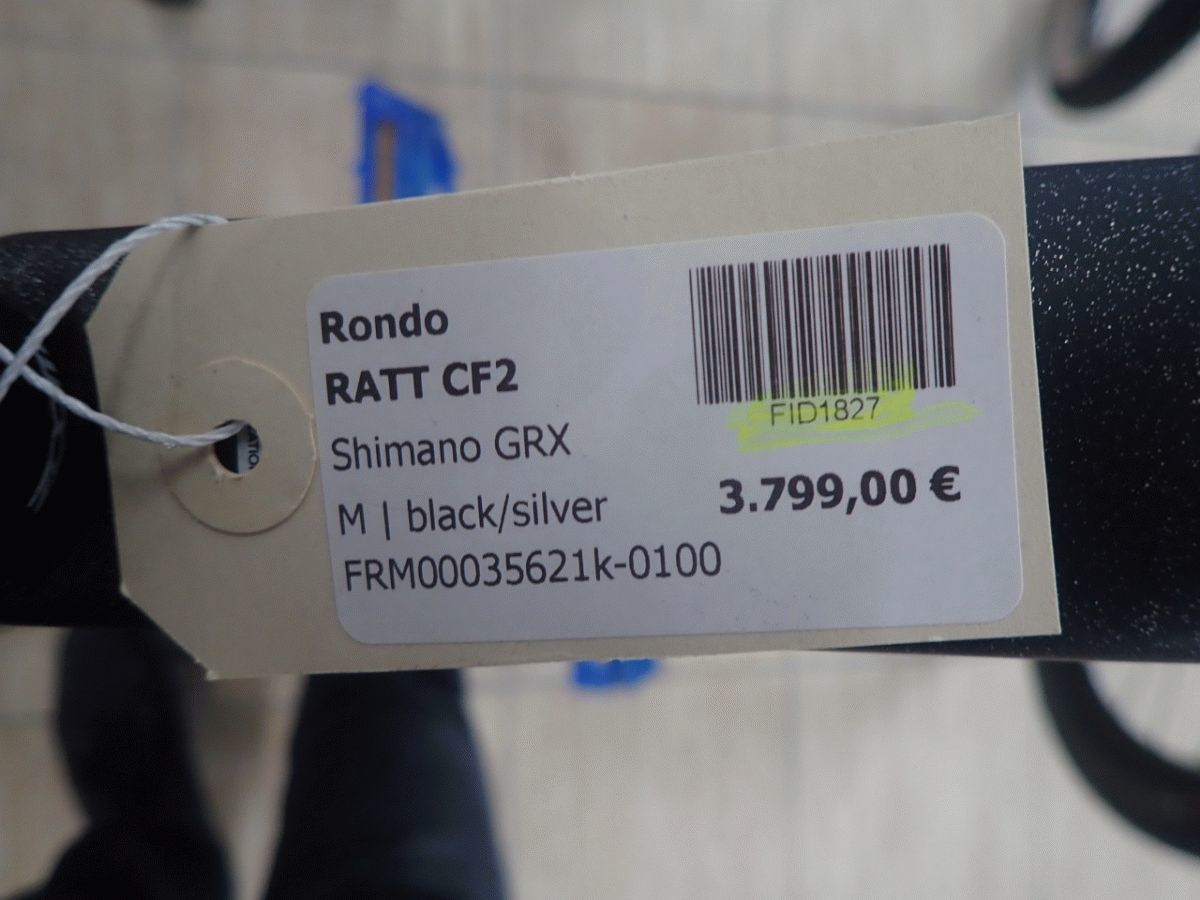 Rondo
RATT CF2
Shimano GRX
M | black/silver
FRM00035621k-0100
FID1827
3.799,00 €